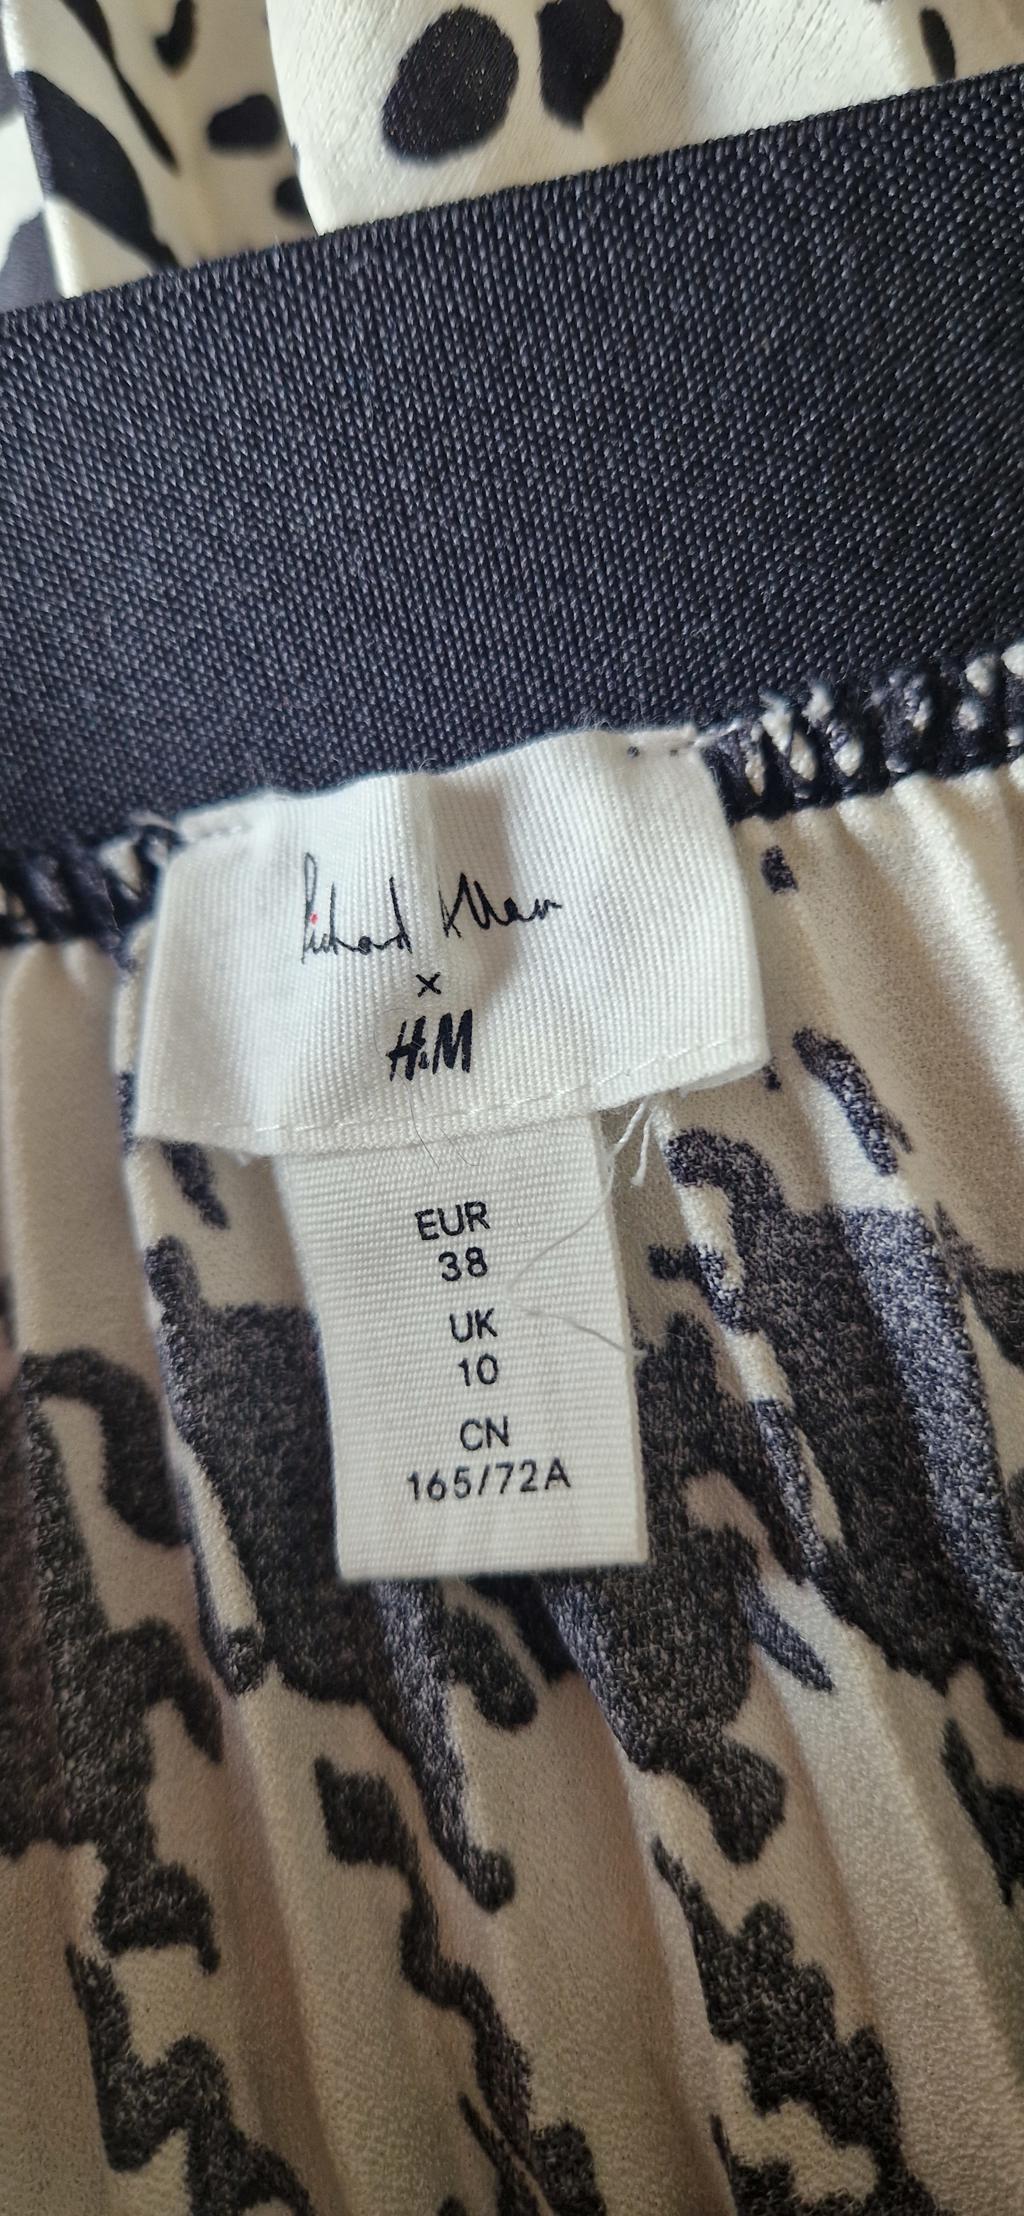 Richard Allan
x
H&M
EUR
38
UK
10
CN
165/72A